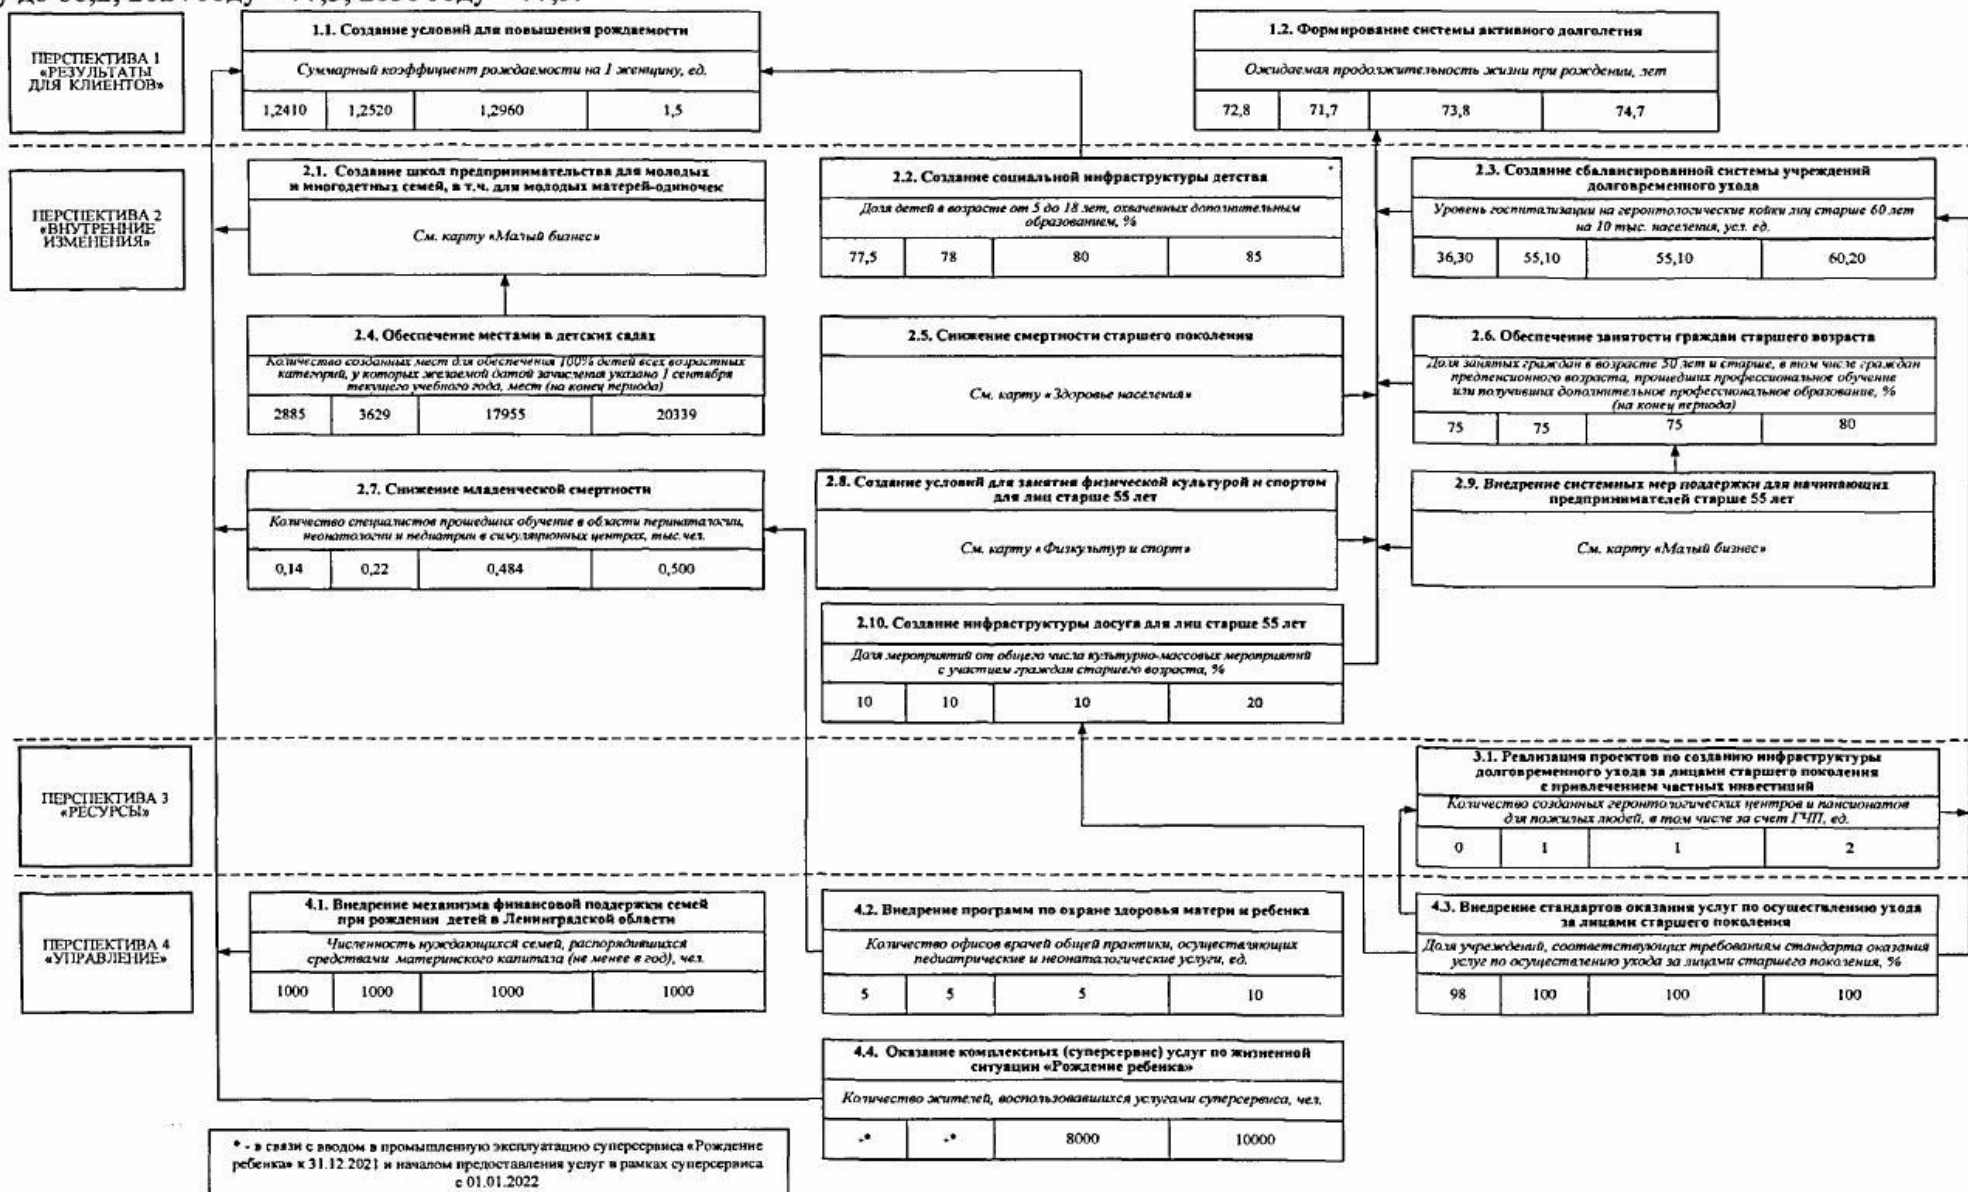 ПЕРСПЕКТИВА 1
«РЕЗУЛЬТАТЫ
ДЛЯ КЛИЕНТОВ»
1.1. Создание условий для повышения рождаемости
Суммарный коэффициент рождаемости на 1 женщину, ед.
1,2410 1,2520 1,2960 1,5
1.2. Формирование системы активного долголетия
Ожидаемая продолжительность жизни при рождении, лет
72,8 71,7 73,8 74,7
ПЕРСПЕКТИВА 2
«ВНУТРЕННИЕ
ИЗМЕНЕНИЯ»
2.1. Создание школ предпринимательства для молодых
и многодетных семей, в т.ч. для молодых матерей-одиночек
См. карту «Малый бизнес»
2.2. Создание социальной инфраструктуры детства
Доля детей в возрасте от 5 до 18 лет, охваченных дополнительным
образованием, %
77,5 78 80 85
2.3. Создание сбалансированной системы учреждений
долговременного ухода
Уровень госпитализации на геронтологические койки лиц старше 60 лет
на 10 тыс. населения, усл. ед.
36,30 55,10 55,10 60,20
2.4. Обеспечение местами в детских садах
Количество созданных мест для обеспечения 100% детей всех возрастных
категорий, у которых желаемой датой зачисления указано 1 сентября
текущего учебного года, мест (на конец периода)
2885 3629 17955 20339
2.5. Снижение смертности старшего поколения
См. карту «Здоровье населения»
2.6. Обеспечение занятости граждан старшего возраста
Доля занятых граждан в возрасте 50 лет и старше, в том числе граждан
предпенсионного возраста, прошедших профессиональное обучение
или получивших дополнительное профессиональное образование, %
(на конец периода)
75 75 75 80
2.7. Снижение младенческой смертности
Количество специалистов прошедших обучение в области перинатологии,
неонатологии и педиатрии в симуляционных центрах, тыс. чел.
0,14 0,22 0,484 0,500
2.8. Создание условий для занятия физической культурой и спортом
для лиц старше 55 лет
См. карту «Физкультур и спорт»
2.9. Внедрение системных мер поддержки для начинающих
предпринимателей старше 55 лет
См. карту «Малый бизнес»
2.10. Создание инфраструктуры досуга для лиц старше 55 лет
Доля мероприятий от общего числа культурно-массовых мероприятий
с участием граждан старшего возраста, %
10 10 10 20
ПЕРСПЕКТИВА 3
«РЕСУРСЫ»
3.1. Реализация проектов по созданию инфраструктуры
долговременного ухода за лицами старшего поколения
с привлечением частных инвестиций
Количество созданных геронтологических центров и пансионатов
для пожилых людей, в том числе за счет ГЧП, ед.
0 1 1 2
ПЕРСПЕКТИВА 4
«УПРАВЛЕНИЕ»
4.1. Внедрение механизма финансовой поддержки семей
при рождении детей в Ленинградской области
Численность нуждающихся семей, распорядившихся
средствами материнского капитала (не менее в год), чел.
1000 1000 1000 1000
4.2. Внедрение программ по охране здоровья матери и ребенка
Количество офисов врачей общей практики, осуществляющих
педиатрические и неонатологические услуги, ед.
5 5 5 10
4.3. Внедрение стандартов оказания услуг по осуществлению ухода
за лицами старшего поколения
Доля учреждений, соответствующих требованиям стандарта оказания
услуг по осуществлению ухода за лицами старшего поколения, %
98 100 100 100
4.4. Оказание комплексных (суперсервис) услуг по жизненной
ситуации «Рождение ребенка»
Количество жителей, воспользовавшихся услугами суперсервиса, чел.
-* -* 8000 10000
* - в связи с вводом в промышленную эксплуатацию суперсервиса «Рождение
ребенка» к 31.12.2021 и началом предоставления услуг в рамках суперсервиса
с 01.01.2022